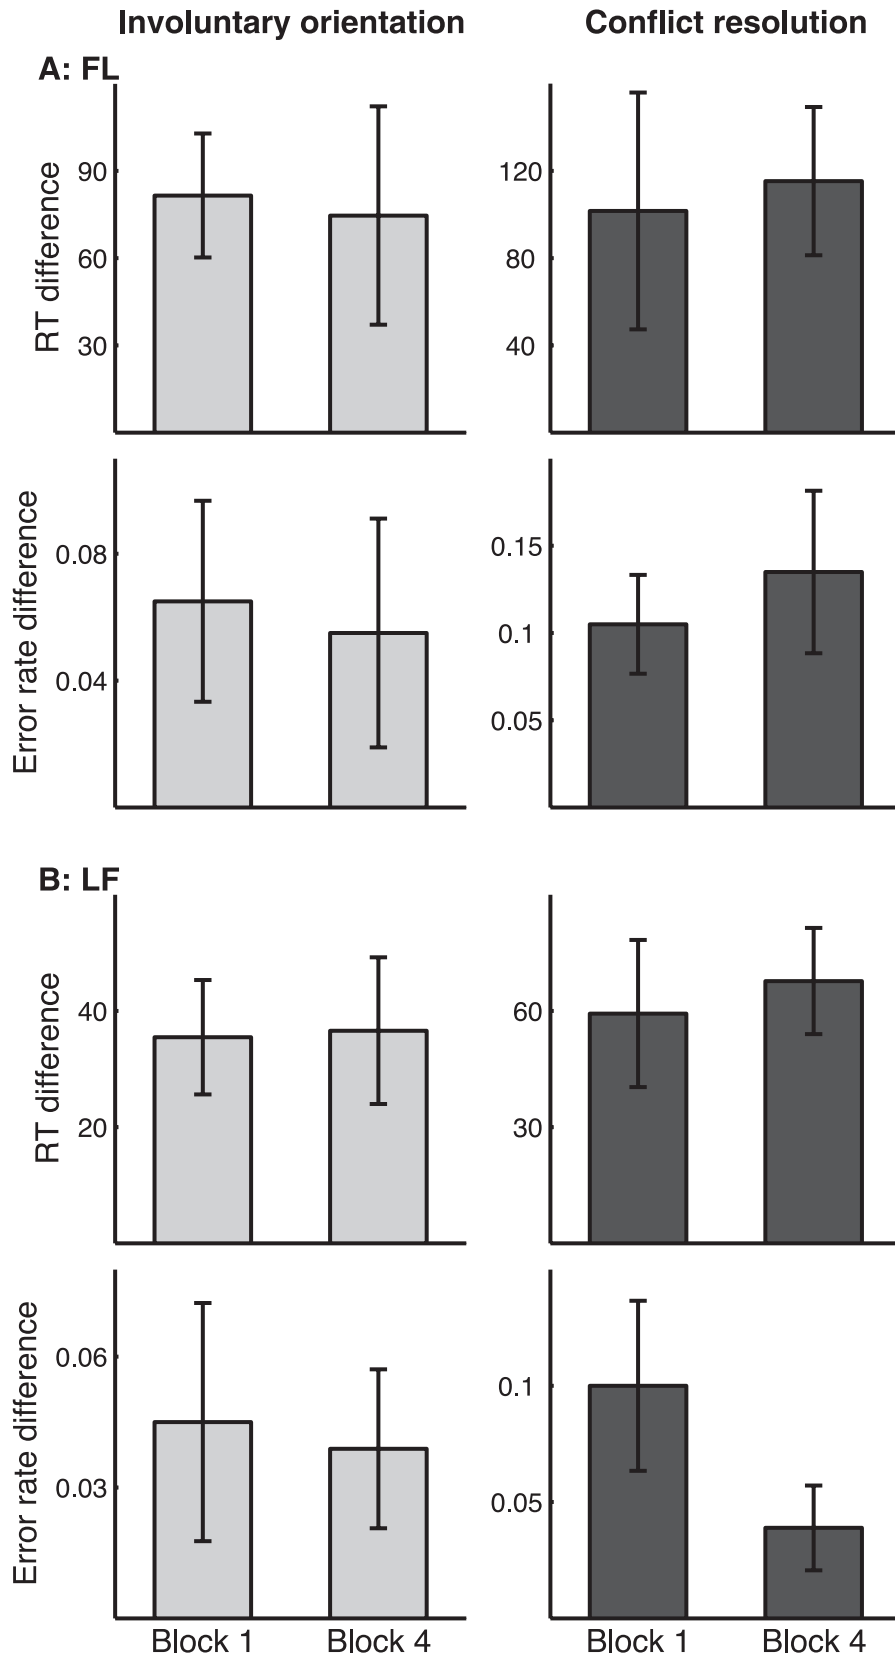 Involuntary orientation
Conflict resolution
A: FL
RT difference
90
60
30
120
80
40
Error rate difference
0.08
0.04
0.15
0.1
0.05
B: LF
RT difference
40
20
60
30
Error rate difference
0.06
0.03
0.1
0.05
Block 1
Block 4
Block 1
Block 4